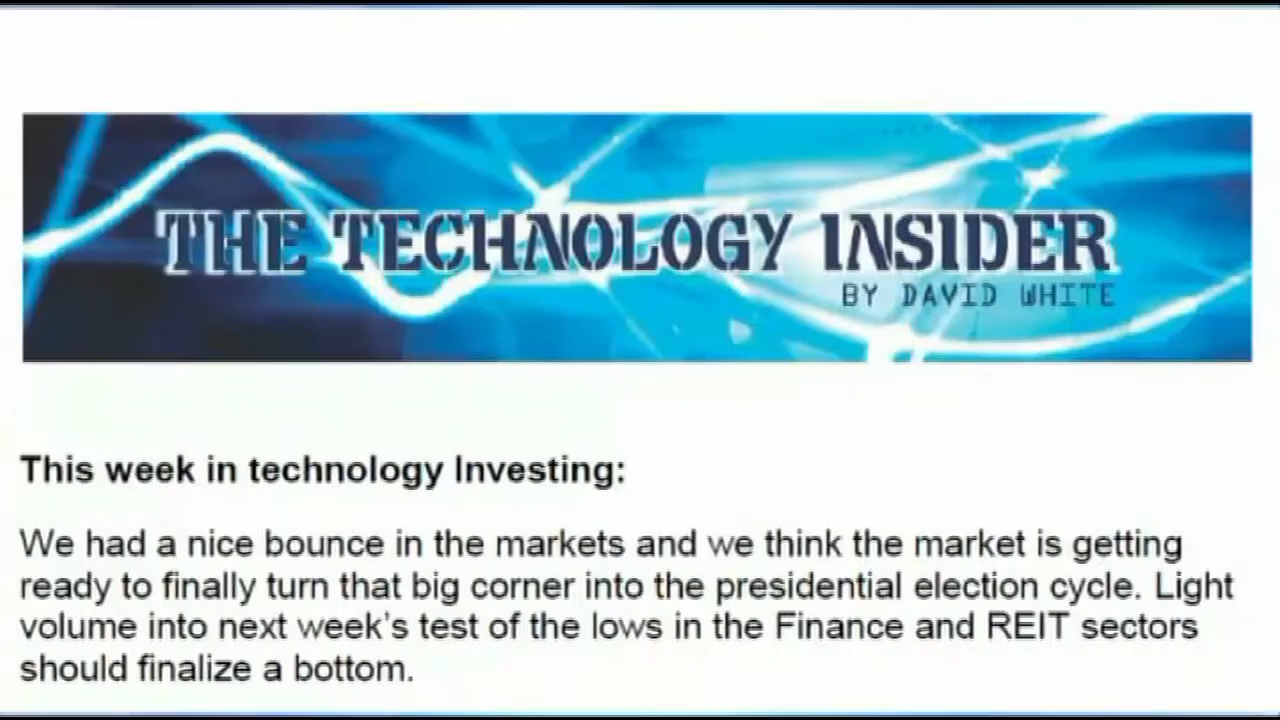 THE TECHNOLOGY INSIDER
BY DAVID WHITE
This week in technology Investing:
We had a nice bounce in the markets and we think the market is getting
ready to finally turn that big corner into the presidential election cycle. Light
volume into next week's test of the lows in the Finance and REIT sectors
should finalize a bottom.